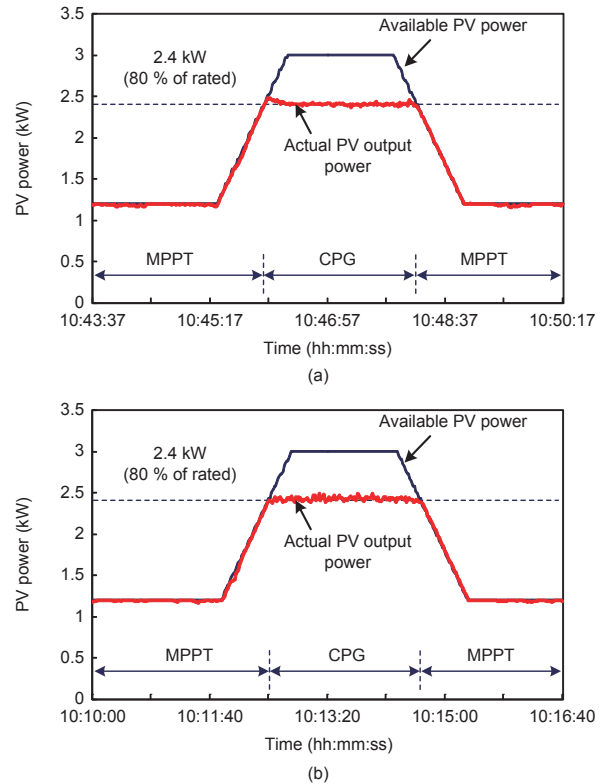 3.5
Available PV power
2.4 kW
(80 % of rated)
3
2.5
2
Actual PV output
power
1.5
1
MPPT
CPG
MPPT
0.5
0
PV power (kW)
10:43:37
10:45:17
10:46:57
10:48:37
10:50:17
Time (hh:mm:ss)
(a)
3.5
Available PV power
2.4 kW
(80 % of rated)
3
2.5
2
Actual PV output
power
1.5
1
MPPT
CPG
MPPT
0.5
0
PV power (kW)
10:10:00
10:11:40
10:13:20
10:15:00
10:16:40
Time (hh:mm:ss)
(b)